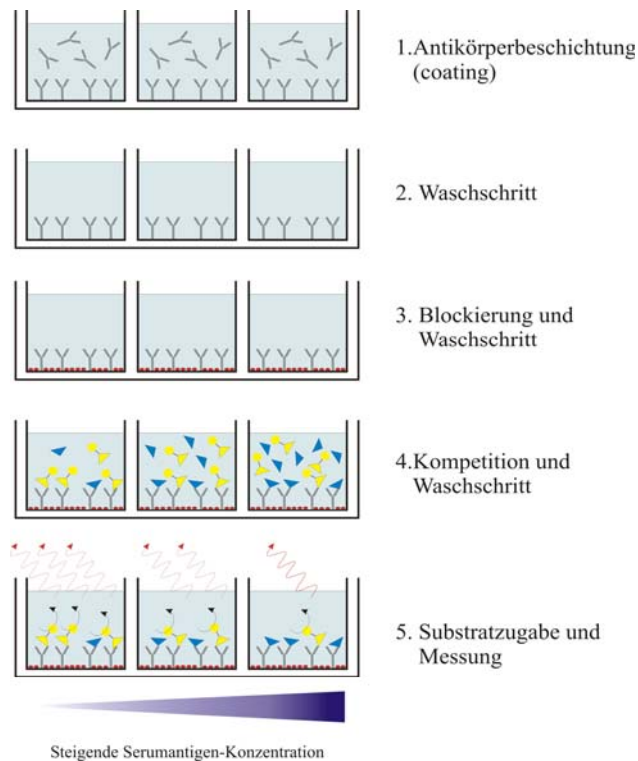 1. Antikörperbeschichtung
(coating)
2. Waschschritt
3. Blockierung und
Waschschritt
4. Kompetition und
Waschschritt
5. Substratzugabe und
Messung
Steigende Serumantigen-Konzentration